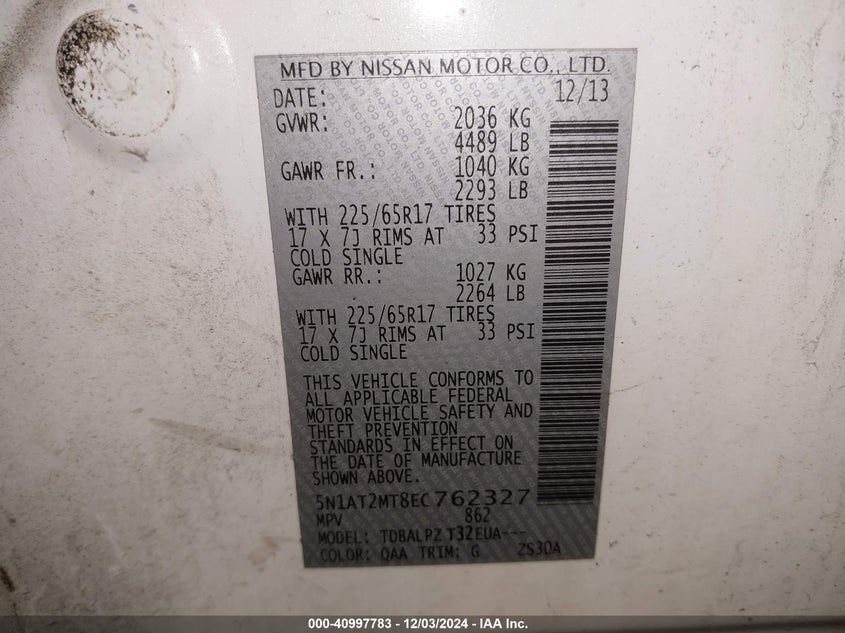 MFD BY NISSAN MOTOR CO., LTD.
DATE: 12/13
GVWR: 2036 KG
4489 LB
GAWR FR.: 1040 KG
2293 LB
WITH 225/65R17 TIRES
17 X 7J RIMS AT 33 PSI
COLD SINGLE
GAWR RR.: 1027 KG
2264 LB
WITH 225/65R17 TIRES
17 X 7J RIMS AT 33 PSI
COLD SINGLE
THIS VEHICLE CONFORMS TO
ALL APPLICABLE FEDERAL
MOTOR VEHICLE SAFETY AND
THEFT PREVENTION
STANDARDS IN EFFECT ON
THE DATE OF MANUFACTURE
SHOWN ABOVE.
5N1AT2MT8EC762327
MPV 862
MODEL: TDBALPZ T32EUA---
COLOR: QAA TRIM: G ZS30A
000-40997783 - 12/03/2024 - IAA Inc.